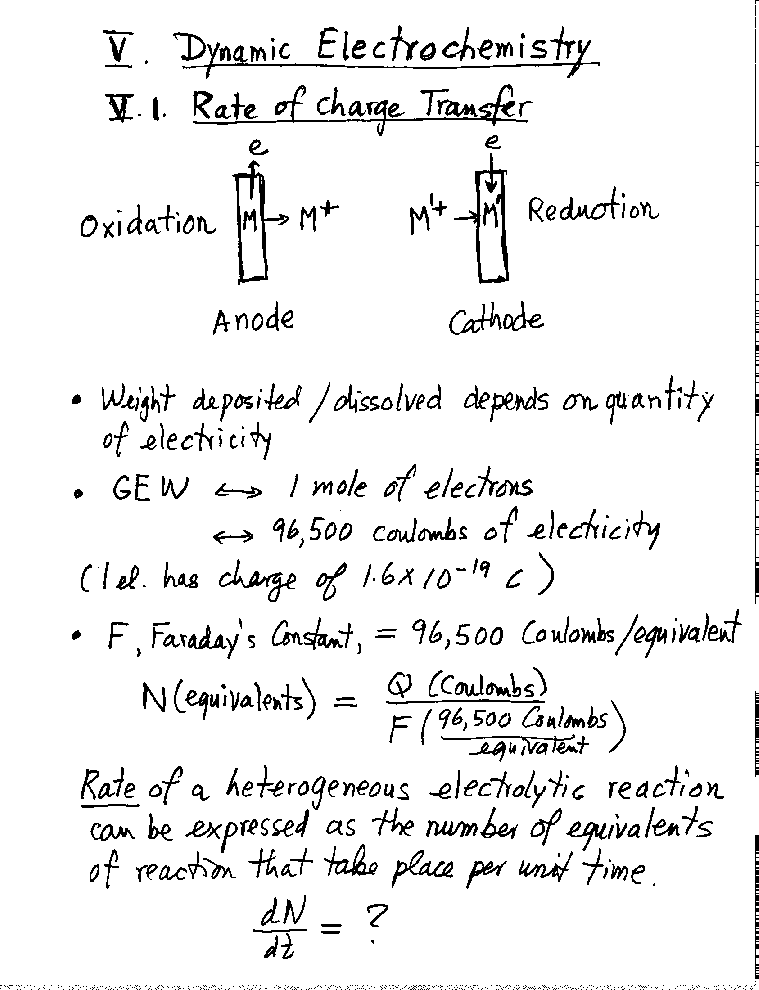 V. Dynamic Electrochemistry
V.1. Rate of Charge Transfer
e e
Oxidation M → M+ M'+ → M' Reduction
Anode Cathode
• Weight deposited / dissolved depends on quantity
of electricity
• GEW ↔ 1 mole of electrons
↔ 96,500 coulombs of electricity
(1 el. has charge of 1.6 x 10^-19 C)
• F, Faraday's Constant, = 96,500 Coulombs/equivalent
N (equivalents) = Q (Coulombs) / F (96,500 Coulombs / equivalent)
Rate of a heterogeneous electrolytic reaction
can be expressed as the number of equivalents
of reaction that take place per unit time.
dN/dt = ?